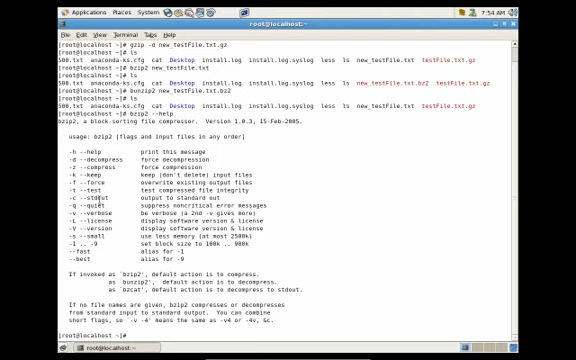 Applications Places System 7:54 AM
root@localhost:~
File Edit View Terminal Tabs Help
[root@localhost ~]# gzip -d new_testFile.txt.gz
[root@localhost ~]# ls
500.txt anaconda-ks.cfg cat Desktop install.log install.log.syslog less ls new_testFile.txt testFile.txt.gz
[root@localhost ~]# bzip2 new_testFile.txt
[root@localhost ~]# ls
500.txt anaconda-ks.cfg cat Desktop install.log install.log.syslog less ls new_testFile.txt.bz2 testFile.txt.gz
[root@localhost ~]# bunzip2 new_testFile.txt.bz2
[root@localhost ~]# ls
500.txt anaconda-ks.cfg cat Desktop install.log install.log.syslog less ls new_testFile.txt testFile.txt.gz
[root@localhost ~]# bzip2 --help
bzip2, a block-sorting file compressor. Version 1.0.3, 15-Feb-2005.
usage: bzip2 [flags and input files in any order]
-h --help print this message
-d --decompress force decompression
-z --compress force compression
-k --keep keep (don't delete) input files
-f --force overwrite existing output files
-t --test test compressed file integrity
-c --stdout output to standard out
-q --quiet suppress noncritical error messages
-v --verbose be verbose (a 2nd -v gives more)
-L --license display software version & license
-V --version display software version & license
-s --small use less memory (at most 2500k)
-1 .. -9 set block size to 100k .. 900k
--fast alias for -1
--best alias for -9
If invoked as `bzip2', default action is to compress.
as `bunzip2', default action is to decompress.
as `bzcat', default action is to decompress to stdout.
If no file names are given, bzip2 compresses or decompresses
from standard input to standard output. You can combine
short flags, so `-v -4' means the same as -v4 or -4v, &c.
[root@localhost ~]#
root@localhost:~